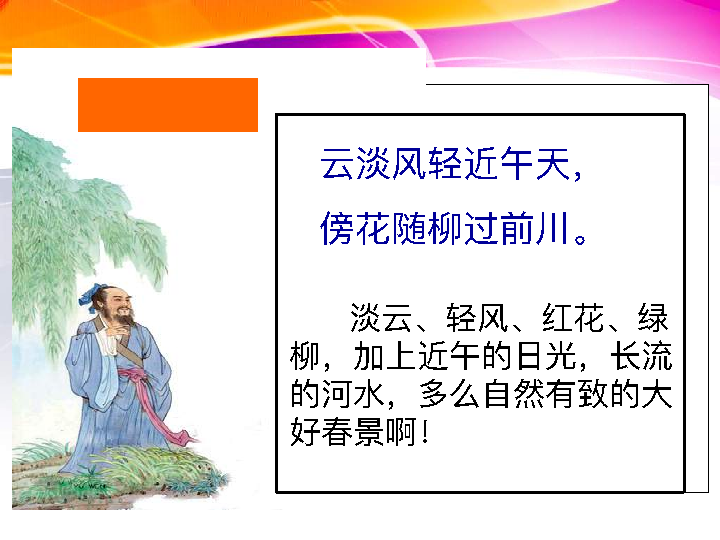 云淡风轻近午天，
傍花随柳过前川。
淡云、轻风、红花、绿
柳，加上近午的日光，长流
的河水，多么自然有致的大
好春景啊！